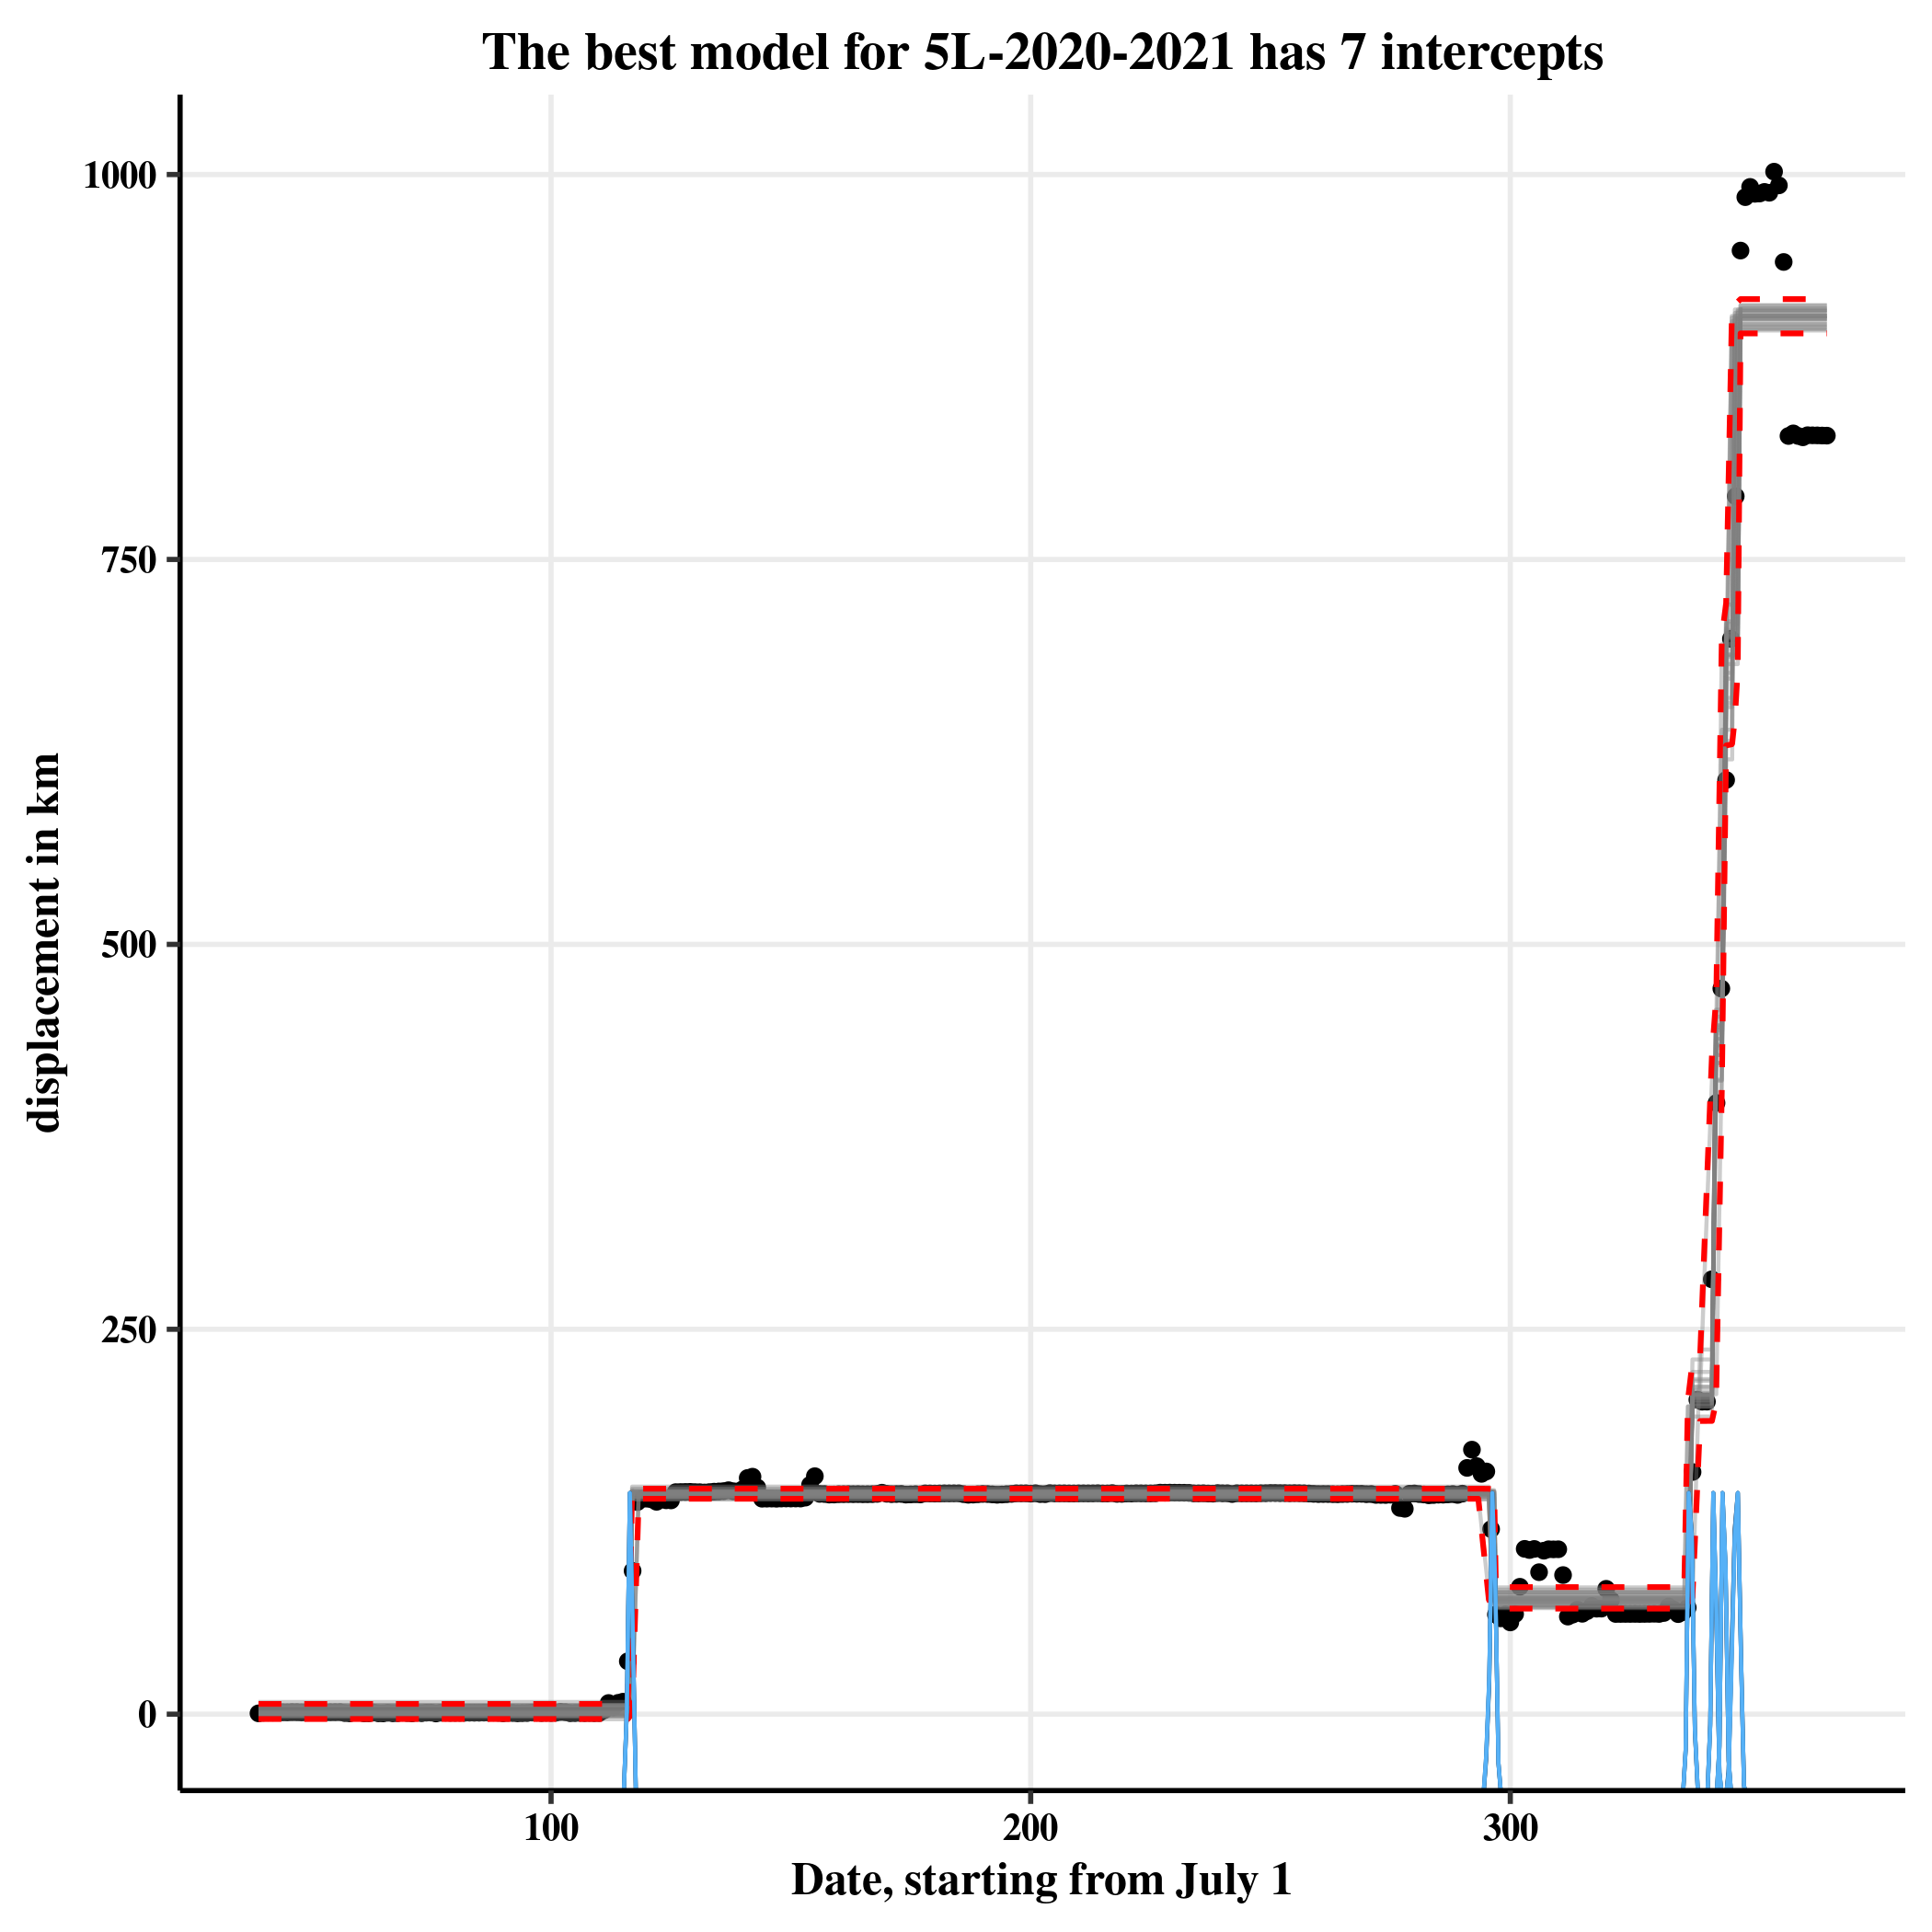 The best model for 5L-2020-2021 has 7 intercepts
1000
750
500
250
0
displacement in km
100 200 300
Date, starting from July 1